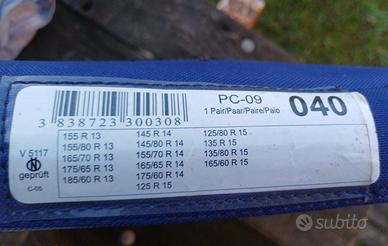 PC-09
1 Pair/Paar/Paire/Paio
040
3 838723 300308
V 5117
N
geprüft
C-05
155 R 13
155/80 R 13
165/70 R 13
175/65 R 13
185/60 R 13
145 R 14
145/80 R 14
155/70 R 14
165/65 R 14
175/60 R 14
125 R 15
125/80 R 15
135 R 15
135/80 R 15
165/60 R 15
subito